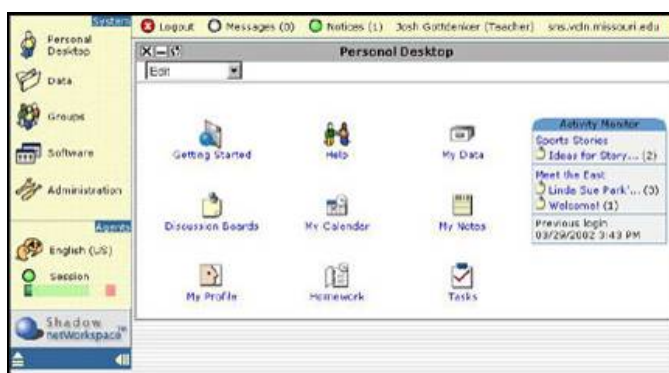 System
Personal
Desktop
Data
Groups
Software
Administration
Agents
English (US)
Session
Shadow
netWorkspace™
Logout Messages (0) Notices (1) Josh Gottdenker (Teacher) sns.vcln.missouri.edu
Personal Desktop
Edit
Getting Started
Help
My Data
Discussion Boards
My Calendar
My Notes
My Profile
Homework
Tasks
Activity Monitor
Sports Stories
Ideas for Story... (2)
Meet the East
Linda Sue Park'... (3)
Welcome! (1)
Previous login
03/29/2002 3:43 PM